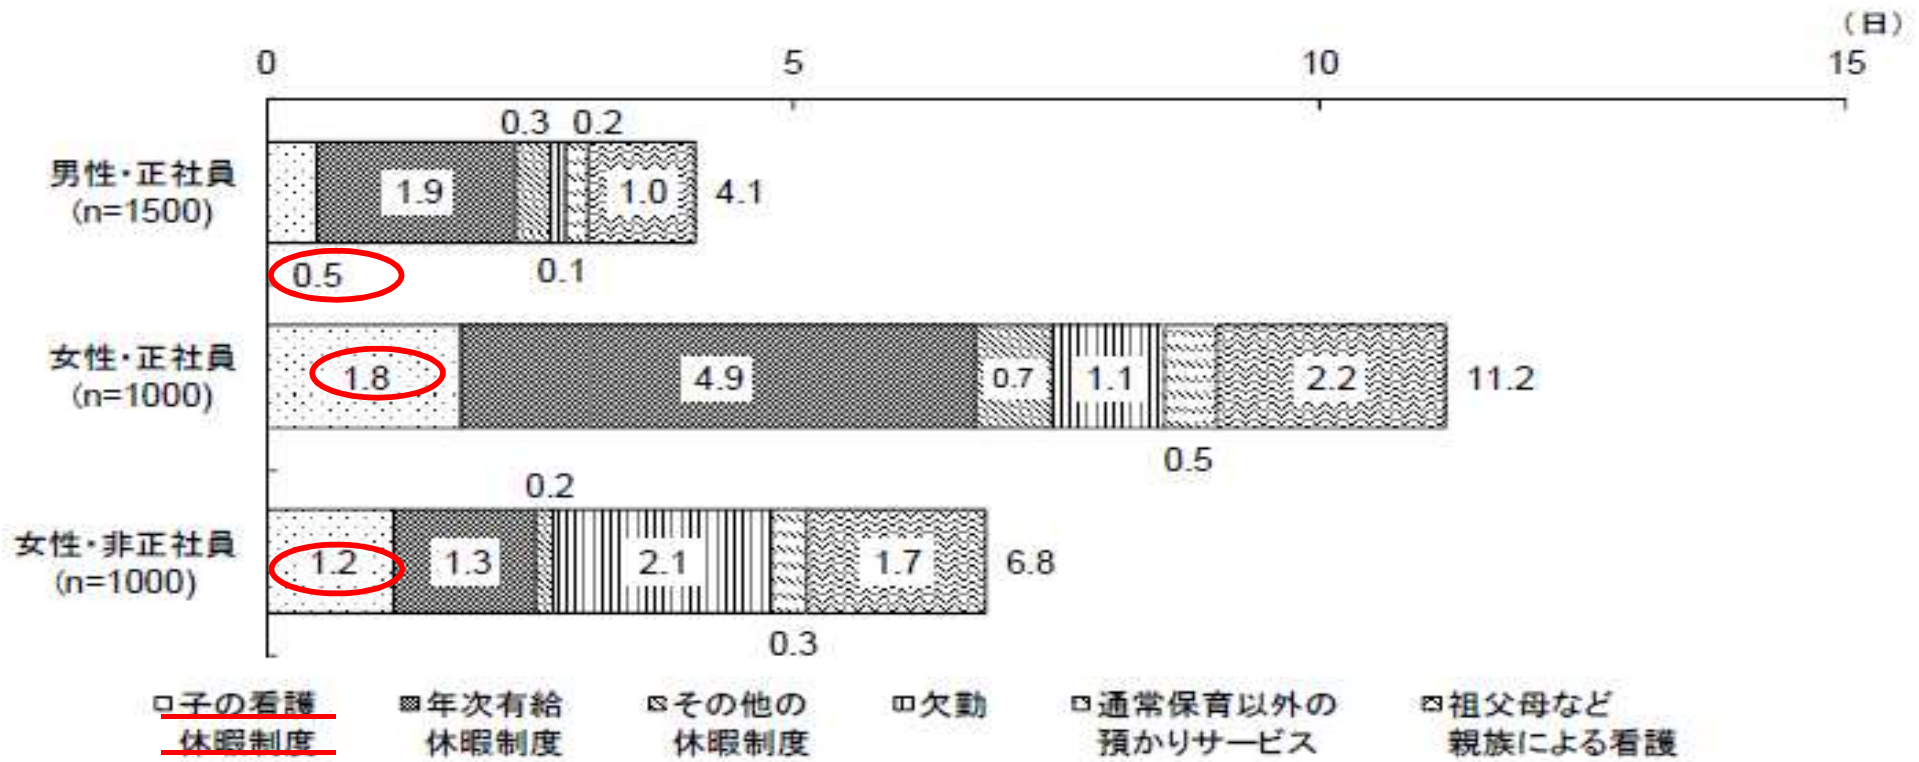 （日）
0 5 10 15
0.3 0.2
男性・正社員
(n=1500)
1.9 1.0 4.1
0.5 0.1
女性・正社員
(n=1000)
1.8 4.9 0.7 1.1 2.2 11.2
0.5
0.2
女性・非正社員
(n=1000)
1.2 1.3 2.1 1.7 6.8
0.3
子の看護
休暇制度
年次有給
休暇制度
その他の
休暇制度
欠勤
通常保育以外の
預かりサービス
祖父母など
親族による看護